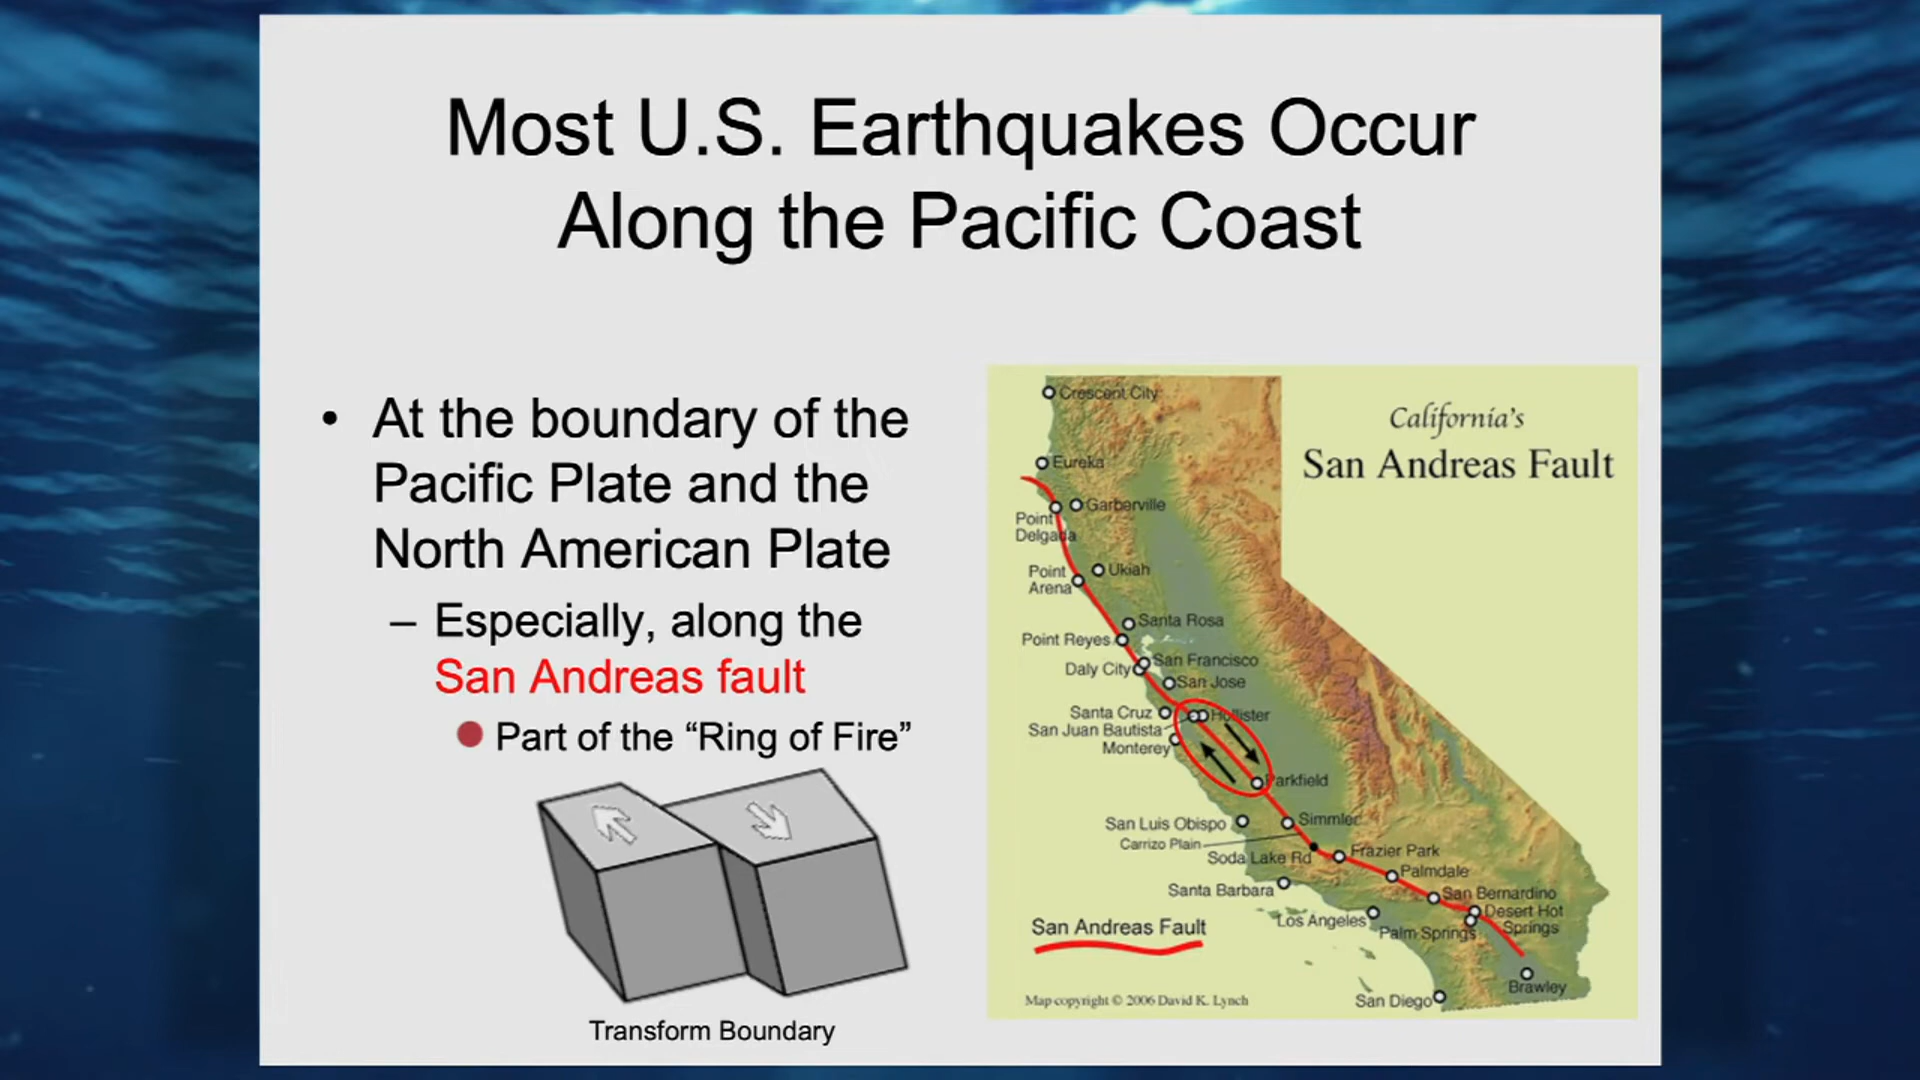 Most U.S. Earthquakes Occur
Along the Pacific Coast
• At the boundary of the
Pacific Plate and the
North American Plate
– Especially, along the
San Andreas fault
Part of the “Ring of Fire”
Transform Boundary
California's
San Andreas Fault
Crescent City
Eureka
Garberville
Point
Delgada
Ukiah
Point
Arena
Santa Rosa
Point Reyes
San Francisco
Daly City
San Jose
Santa Cruz
Hollister
San Juan Bautista
Monterey
Parkfield
San Luis Obispo
Simmler
Carrizo Plain
Soda Lake Rd
Frazier Park
Palmdale
Santa Barbara
San Bernardino
Desert Hot
Springs
Los Angeles
Palm Springs
San Andreas Fault
Brawley
San Diego
Map copyright © 2006 David K. Lynch